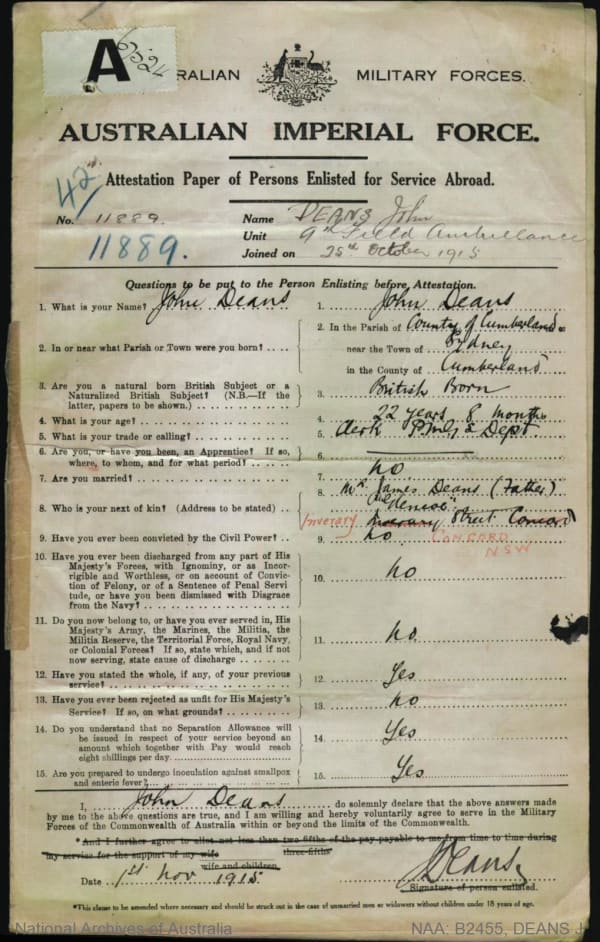 A 63524
AUSTRALIAN MILITARY FORCES.
AUSTRALIAN IMPERIAL FORCE.
Attestation Paper of Persons Enlisted for Service Abroad.
42
No. 11889.
11889.
Name DEANS John
Unit 9th Field Ambulance
Joined on 25th October 1915
Questions to be put to the Person Enlisting before Attestation.
1. What is your Name? John Deans
1. John Deans
2. In or near what Parish or Town were you born? ....
2. In the Parish of County of Cumberland
near the Town of Sydney
in the County of Cumberland
3. Are you a natural born British Subject or a
Naturalized British Subject? (N.B.—If the
latter, papers to be shown.)
3. British Born
4. What is your age?
4. 22 years 8 months
5. What is your trade or calling?
5. Clerk Dept.
6. Are you, or have you been, an Apprentice? If so,
where, to whom, and for what period?
6.
7. Are you married?
7. No
8. Who is your next of kin? (Address to be stated)
8. Mr James Deans (Father)
Inverary Street Concord
CONCORD
NSW
9. Have you ever been convicted by the Civil Power?
9. No
10. Have you ever been discharged from any part of His
Majesty's Forces, with Ignominy, or as Incor-
rigible and Worthless, or on account of Convic-
tion of Felony, or of a Sentence of Penal Servi
tude, or have you been dismissed with Disgrace
from the Navy?
10. No
11. Do you now belong to, or have you ever served in, His
Majesty's Army, the Marines, the Militia, the
Militia Reserve, the Territorial Force, Royal Navy,
or Colonial Forces? If so, state which, and if not
now serving, state cause of discharge
11. No
12. Have you stated the whole, if any, of your previous
service?
12. Yes
13. Have you ever been rejected as unfit for His Majesty's
Service? If so, on what grounds?
13. No
14. Do you understand that no Separation Allowance will
be issued in respect of your service beyond an
amount which together with Pay would reach
eight shillings per day.
14. Yes
15. Are you prepared to undergo inoculation against smallpox
and enteric fever?
15. Yes
I, John Deans do solemnly declare that the above answers made
by me to the above questions are true, and I am willing and hereby voluntarily agree to serve in the Military
Forces of the Commonwealth of Australia within or beyond the limits of the Commonwealth.
*And I further agree to allot not less than two-fifths of the pay payable to me from time to time during
three-fifths
my service for the support of my wife
wife and children
Date 1st Nov 1915
J Deans
Signature of person enlisted.
*This clause to be amended where necessary and should be struck out in the case of unmarried men or widowers without children under 18 years of age.
National Archives of Australia
NAA: B2455, DEANS J